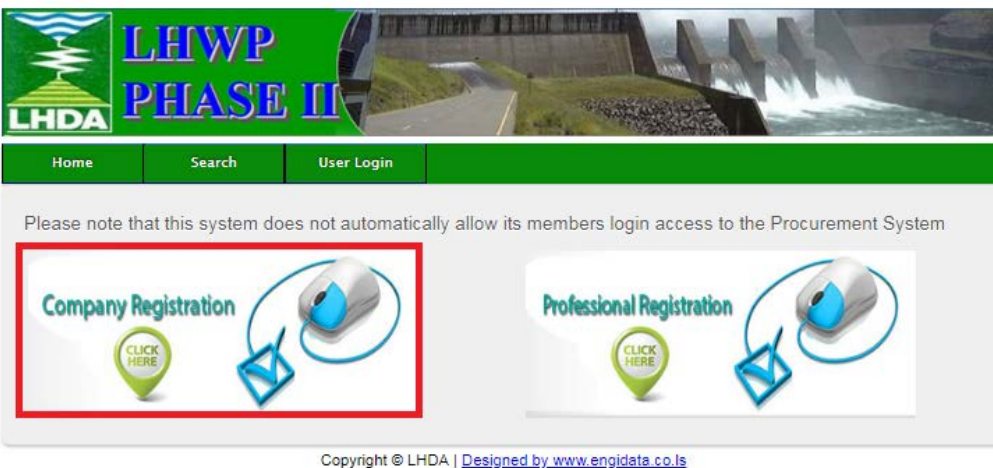 LHDA
LHWP
PHASE II
Home
Search
User Login
Please note that this system does not automatically allow its members login access to the Procurement System
Company Registration
CLICK
HERE
Professional Registration
CLICK
HERE
Copyright © LHDA | Designed by www.engidata.co.ls